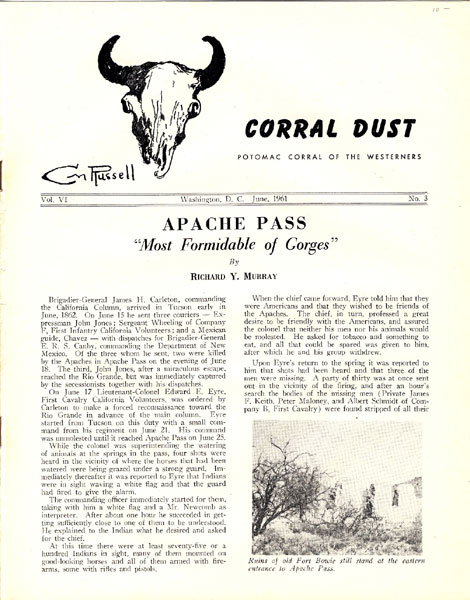 CORRAL DUST
POTOMAC CORRAL OF THE WESTERNERS
CM Russell
Vol. VI Washington, D. C. June, 1961 No. 3
APACHE PASS
"Most Formidable of Gorges"
By
RICHARD Y. MURRAY
Brigadier-General James H. Carleton, commanding
the California Column, arrived in Tucson early in
June, 1862. On June 15 he sent three couriers — Ex-
pressman John Jones; Sergeant Wheeling of Company
F, First Infantry California Volunteers; and a Mexican
guide, Chavez — with dispatches for Brigadier-General
E. R. S. Canby, commanding the Department of New
Mexico. Of the three whom he sent, two were killed
by the Apaches in Apache Pass on the evening of June
18. The third, John Jones, after a miraculous escape,
reached the Rio Grande, but was immediately captured
by the secessionists together with his dispatches.
On June 17 Lieutenant-Colonel Edward E. Eyre,
First Cavalry California Volunteers, was ordered by
Carleton to make a forced reconnaissance toward the
Rio Grande in advance of the main column. Eyre
started from Tucson on this duty with a small com-
mand from his regiment on June 21. His command
was unmolested until it reached Apache Pass on June 25.
While the colonel was superintending the watering
of animals at the springs in the pass, four shots were
heard in the vicinity of where the horses that had been
watered were being grazed under a strong guard. Im-
mediately thereafter it was reported to Eyre that Indians
were in sight waving a white flag and that the guard
had fired to give the alarm.
The commanding officer immediately started for them,
taking with him a white flag and a Mr. Newcomb as
interpreter. After about one hour he succeeded in get-
ting sufficiently close to one of them to be understood.
He explained to the Indian what he desired and asked
for the chief.
At this time there were at least seventy-five or a
hundred Indians in sight, many of them mounted on
good-looking horses and all of them armed with fire-
arms, some with rifles and pistols.
When the chief came forward, Eyre told him that they
were Americans and that they wished to be friends of
the Apaches. The chief, in turn, professed a great
desire to be friendly with the Americans, and assured
the colonel that neither his men nor his animals would
be molested. He asked for tobacco and something to
eat, and all that could be spared was given to him,
after which he and his group withdrew.
Upon Eyre's return to the spring it was reported to
him that shots had been heard and that three of the
men were missing. A party of thirty was at once sent
out in the vicinity of the firing, and after an hour's
search the bodies of the missing men (Private James
F. Keith, Peter Maloney, and Albert Schmidt of Com-
pany B, First Cavalry) were found stripped of all their
Ruins of old Fort Bowie still stand at the eastern
entrance to Apache Pass.